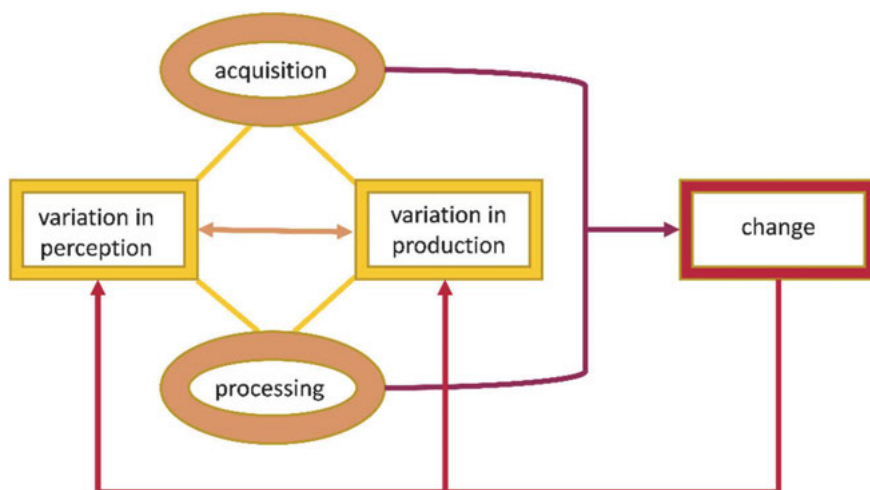 acquisition
variation in
perception
variation in
production
change
processing